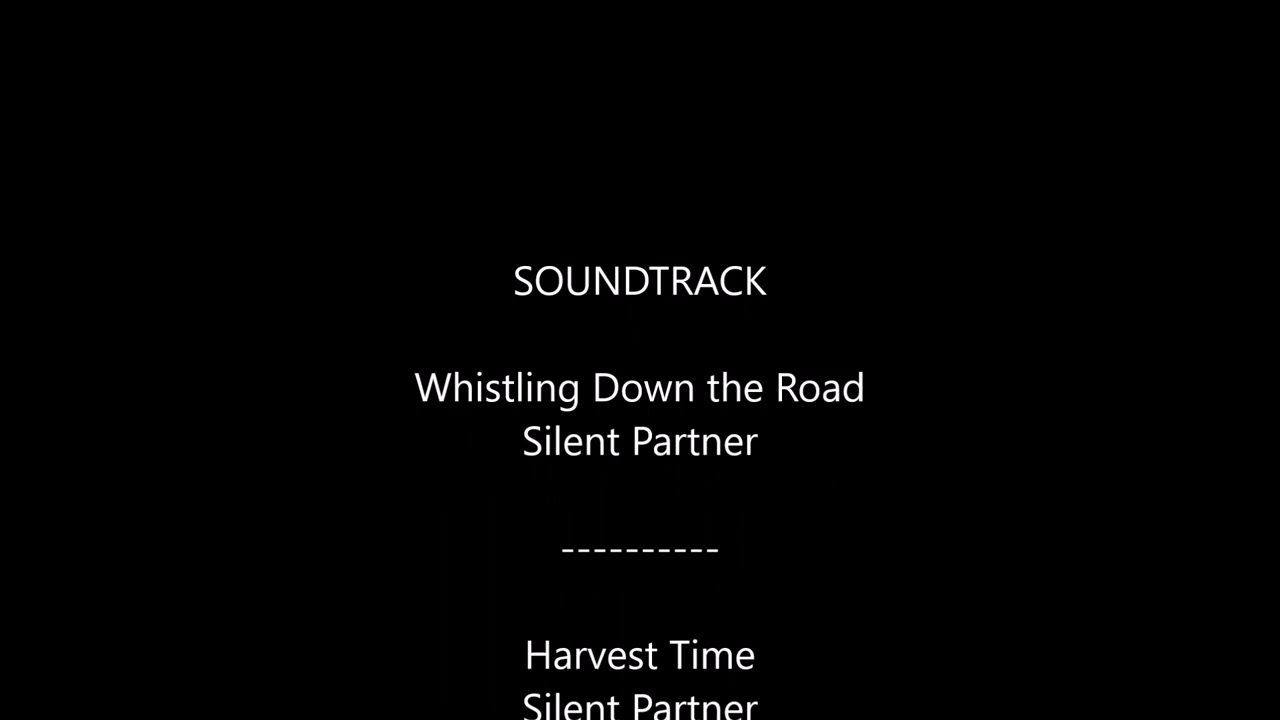 SOUNDTRACK
Whistling Down the Road
Silent Partner
----------
Harvest Time
Silent Partner